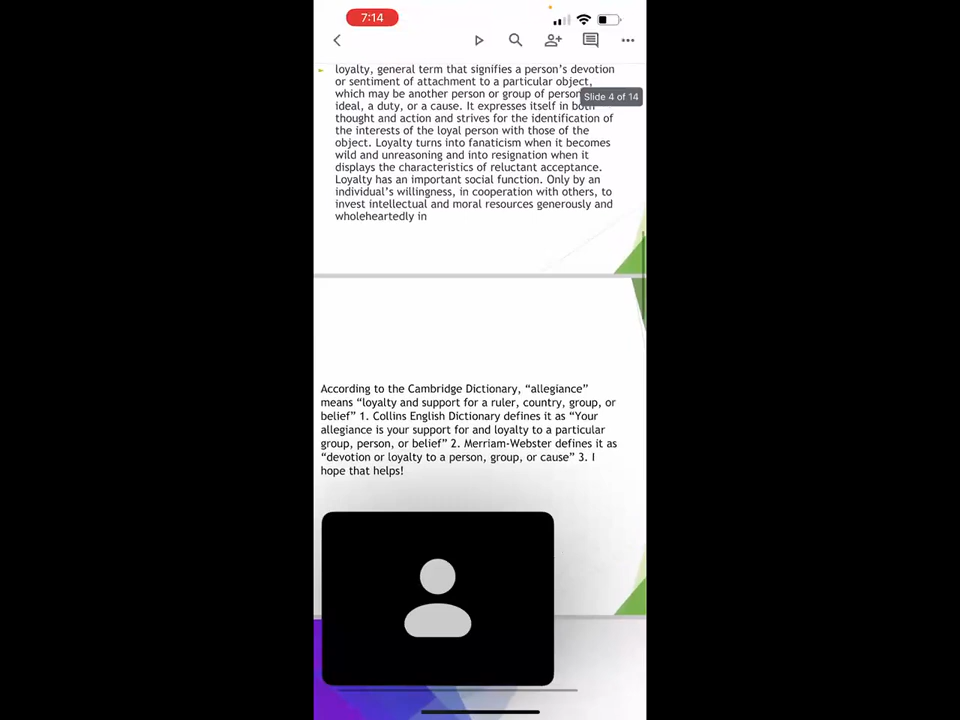 7:14
loyalty, general term that signifies a person's devotion
or sentiment of attachment to a particular object,
which may be another person or group of person
Slide 4 of 14
ideal, a duty, or a cause. It expresses itself in both
thought and action and strives for the identification of
the interests of the loyal person with those of the
object. Loyalty turns into fanaticism when it becomes
wild and unreasoning and into resignation when it
displays the characteristics of reluctant acceptance.
Loyalty has an important social function. Only by an
individual's willingness, in cooperation with others, to
invest intellectual and moral resources generously and
wholeheartedly in
According to the Cambridge Dictionary, “allegiance”
means “loyalty and support for a ruler, country, group, or
belief” 1. Collins English Dictionary defines it as “Your
allegiance is your support for and loyalty to a particular
group, person, or belief” 2. Merriam-Webster defines it as
“devotion or loyalty to a person, group, or cause” 3. I
hope that helps!